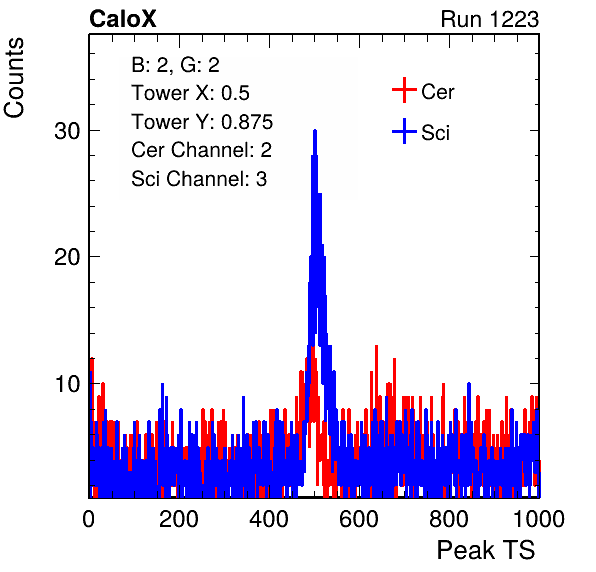 CaloX
Run 1223
Counts
B: 2, G: 2
Tower X: 0.5
Tower Y: 0.875
Cer Channel: 2
Sci Channel: 3
Cer
Sci
30
20
10
0 200 400 600 800 1000
Peak TS